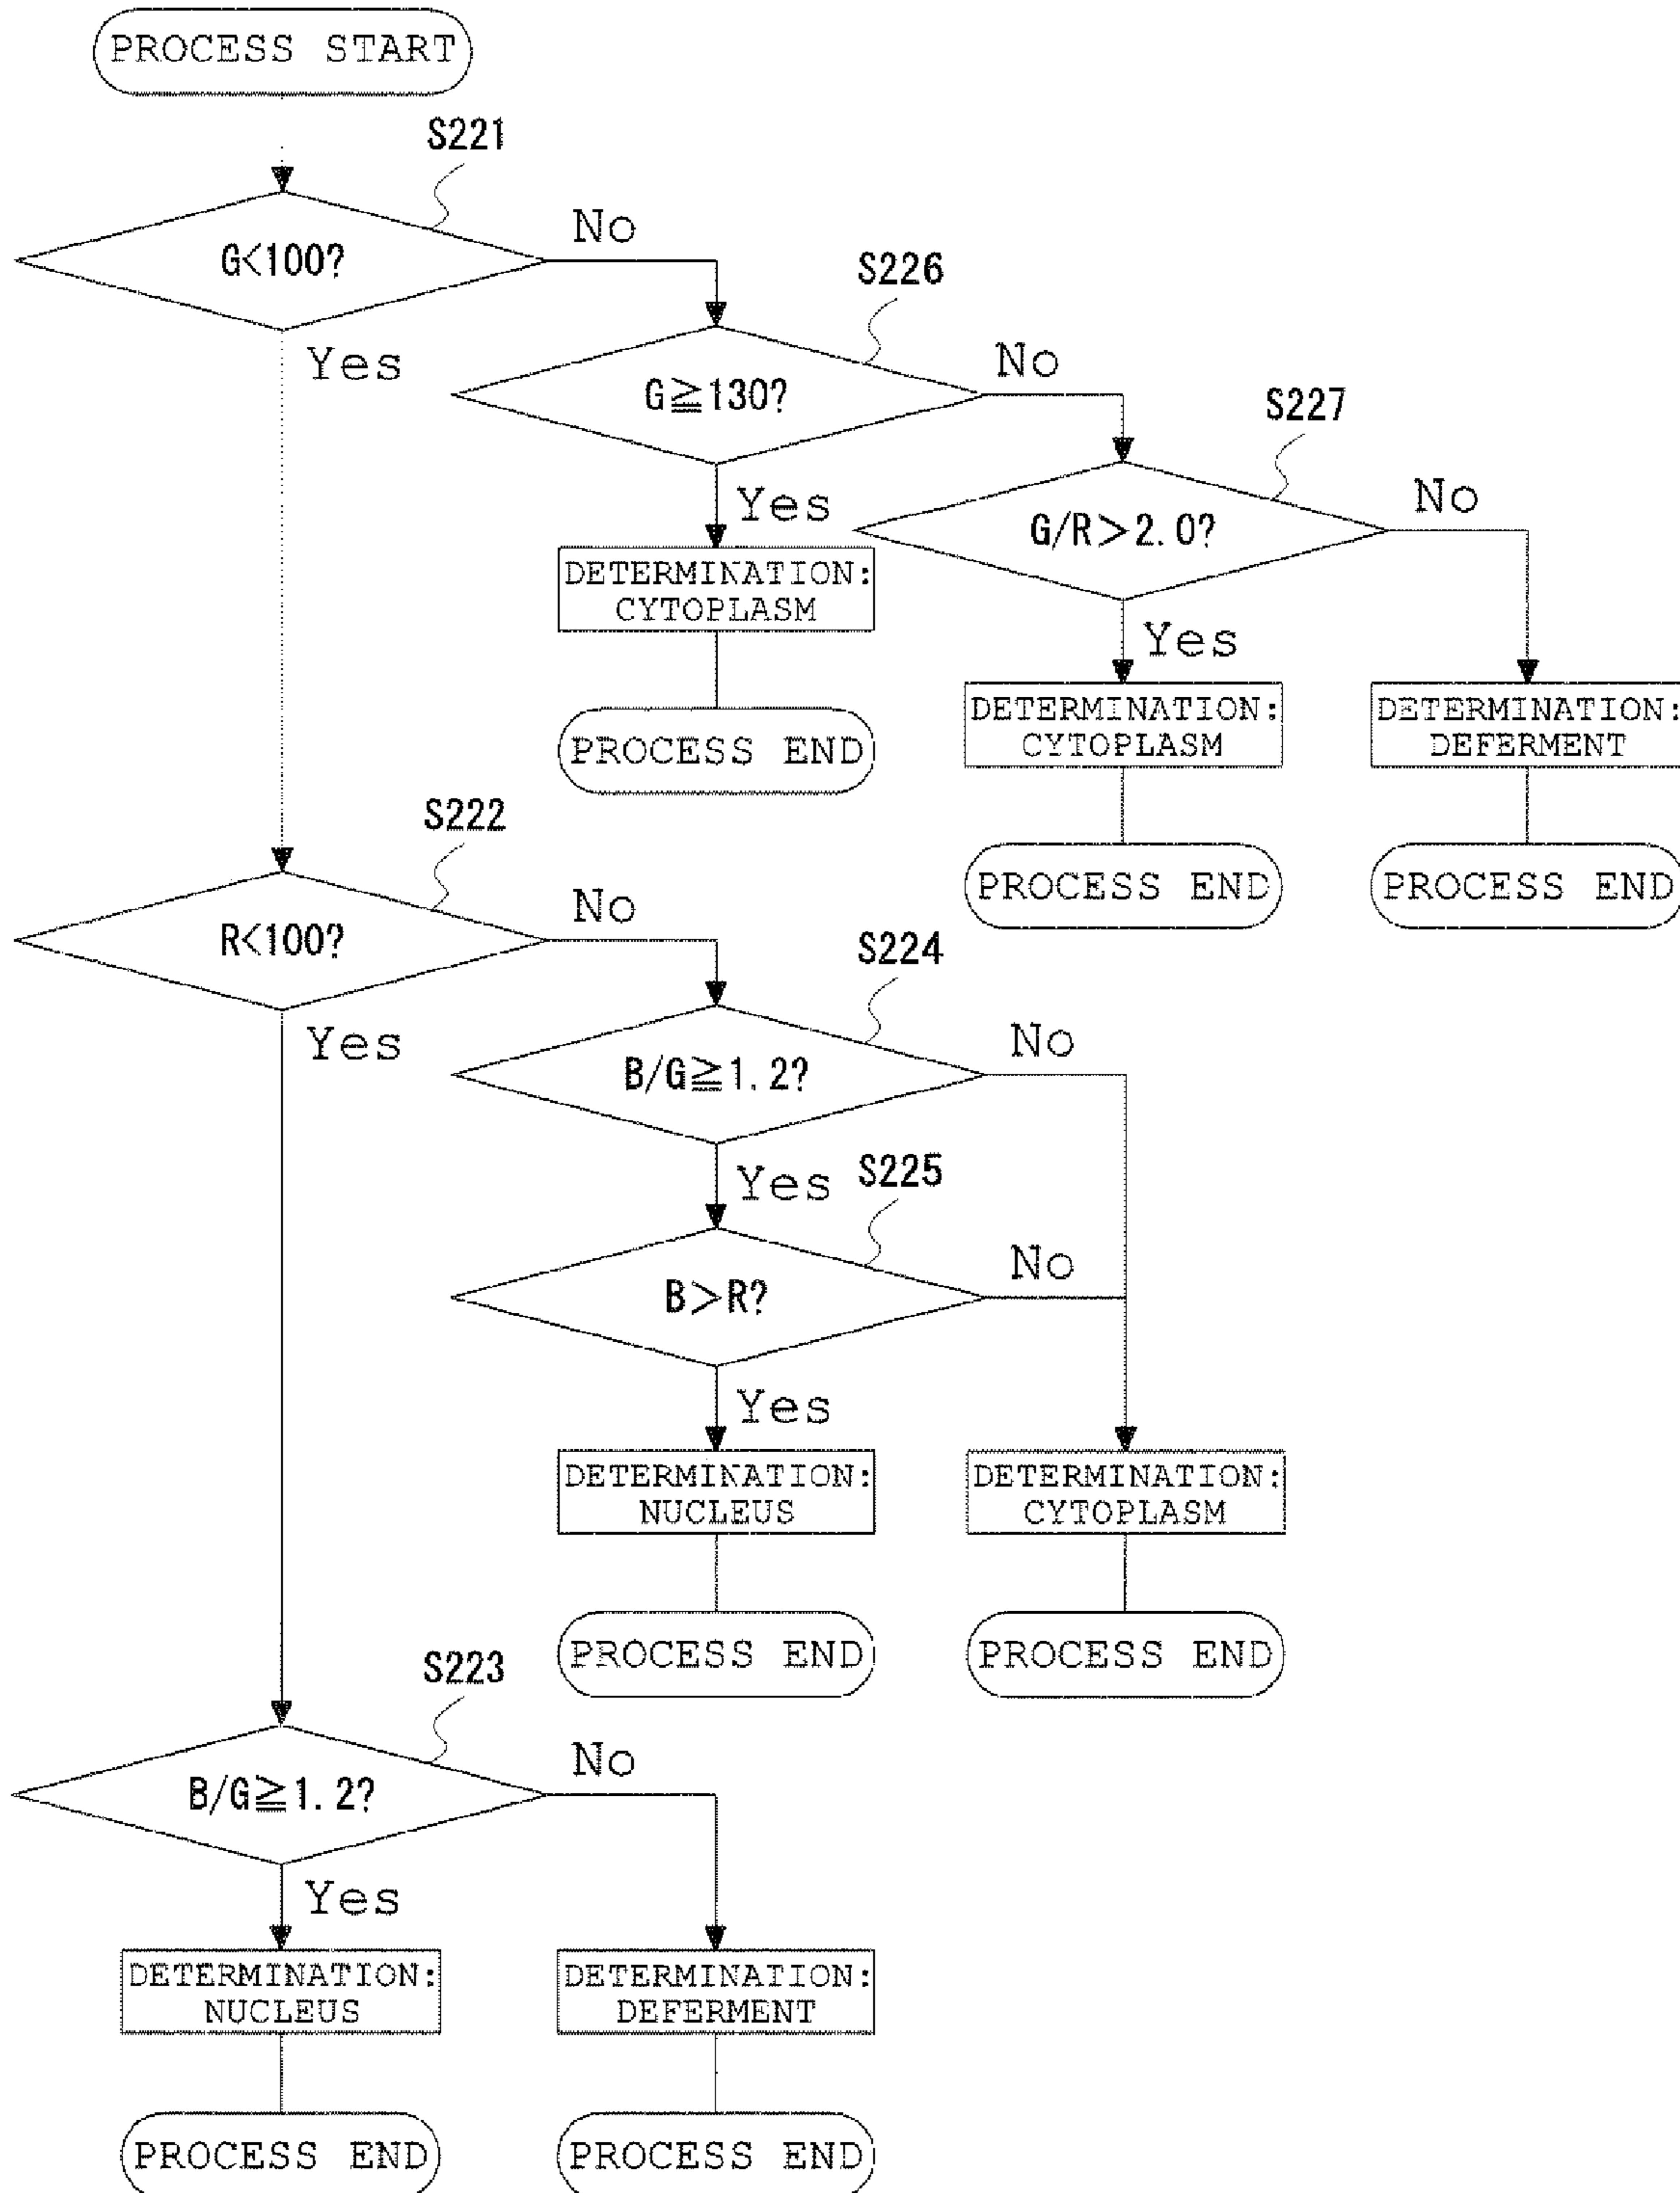 PROCESS START
S221
G<100?
No
Yes
S226
G≧130?
No
Yes
S227
G/R>2.0?
No
Yes
DETERMINATION:
CYTOPLASM
PROCESS END
DETERMINATION:
CYTOPLASM
PROCESS END
DETERMINATION:
DEFERMENT
PROCESS END
S222
R<100?
No
Yes
S224
B/G≧1.2?
No
Yes
S225
B>R?
No
Yes
DETERMINATION:
NUCLEUS
PROCESS END
DETERMINATION:
CYTOPLASM
PROCESS END
S223
B/G≧1.2?
No
Yes
DETERMINATION:
NUCLEUS
PROCESS END
DETERMINATION:
DEFERMENT
PROCESS END